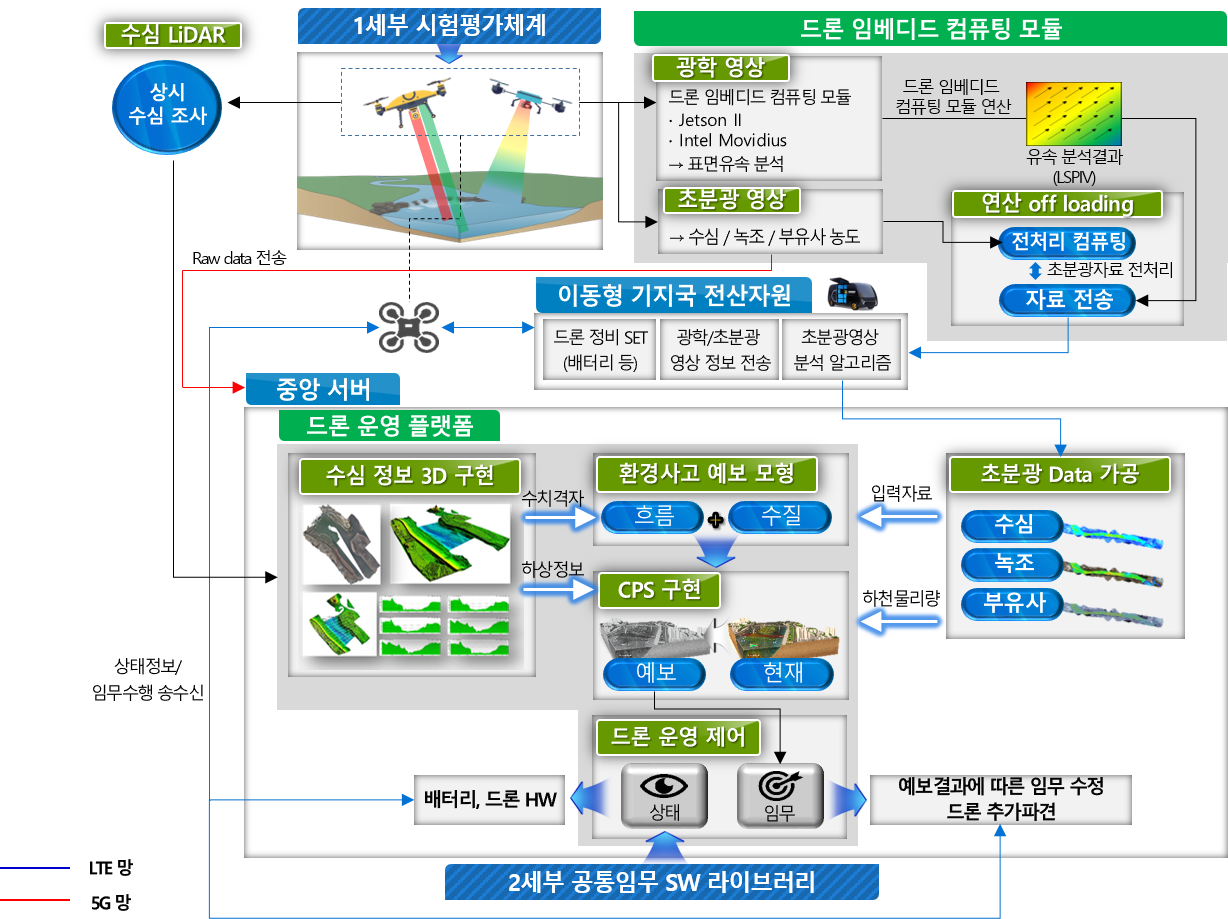 수심 LiDAR
상시
수심 조사
1세부 시험평가체계
드론 임베디드 컴퓨팅 모듈
광학 영상
드론 임베디드 컴퓨팅 모듈
· Jetson II
· Intel Movidius
→ 표면유속 분석
드론 임베디드
컴퓨팅 모듈 연산
유속 분석결과
(LSPIV)
초분광 영상
→ 수심 / 녹조 / 부유사 농도
연산 off loading
전처리 컴퓨팅
초분광자료 전처리
자료 전송
Raw data 전송
이동형 기지국 전산자원
드론 정비 SET
(배터리 등)
광학/초분광
영상 정보 전송
초분광영상
분석 알고리즘
중앙 서버
드론 운영 플랫폼
수심 정보 3D 구현
수치격자
하상정보
환경사고 예보 모형
흐름
수질
CPS 구현
예보
현재
입력자료
하천물리량
초분광 Data 가공
수심
녹조
부유사
상태정보/
임무수행 송수신
드론 운영 제어
상태
임무
배터리, 드론 HW
예보결과에 따른 임무 수정
드론 추가파견
2세부 공통임무 SW 라이브러리
LTE 망
5G 망